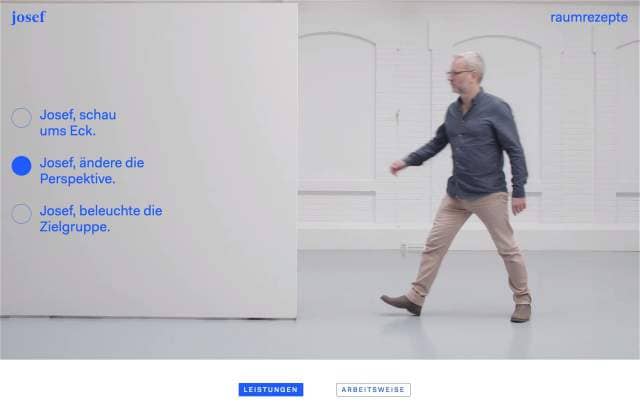 josef
raumrezepte
Josef, schau
ums Eck.
Josef, ändere die
Perspektive.
Josef, beleuchte die
Zielgruppe.
LEISTUNGEN
ARBEITSWEISE